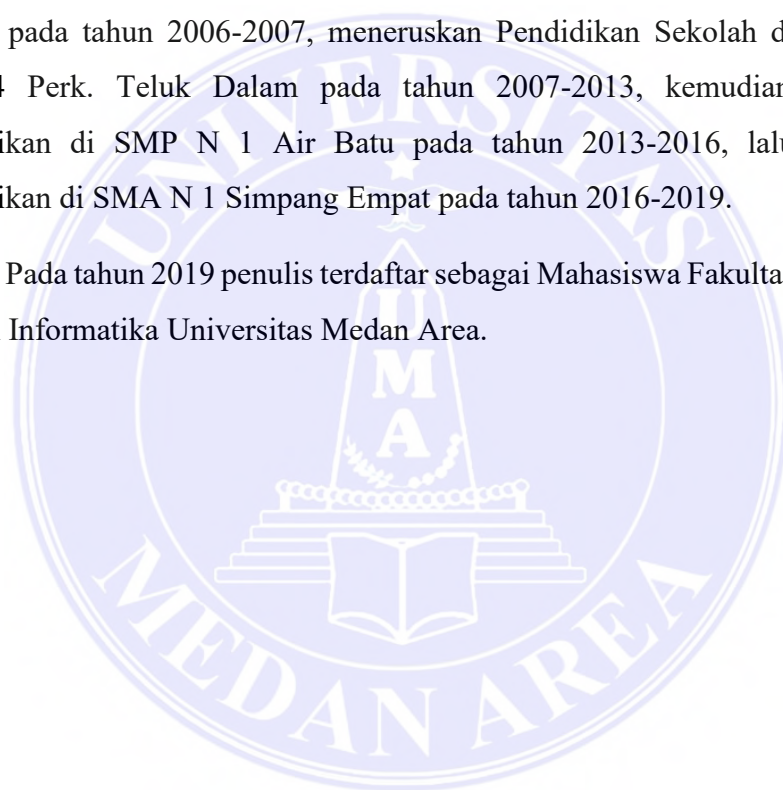 pada tahun 2006-2007, meneruskan Pendidikan Sekolah d
4 Perk. Teluk Dalam pada tahun 2007-2013, kemudian
ikan di SMP N 1 Air Batu pada tahun 2013-2016, lalu
ikan di SMA N 1 Simpang Empat pada tahun 2016-2019.
Pada tahun 2019 penulis terdaftar sebagai Mahasiswa Fakulta
Informatika Universitas Medan Area.
UNIVERSITAS
U
M
A
MEDAN AREA